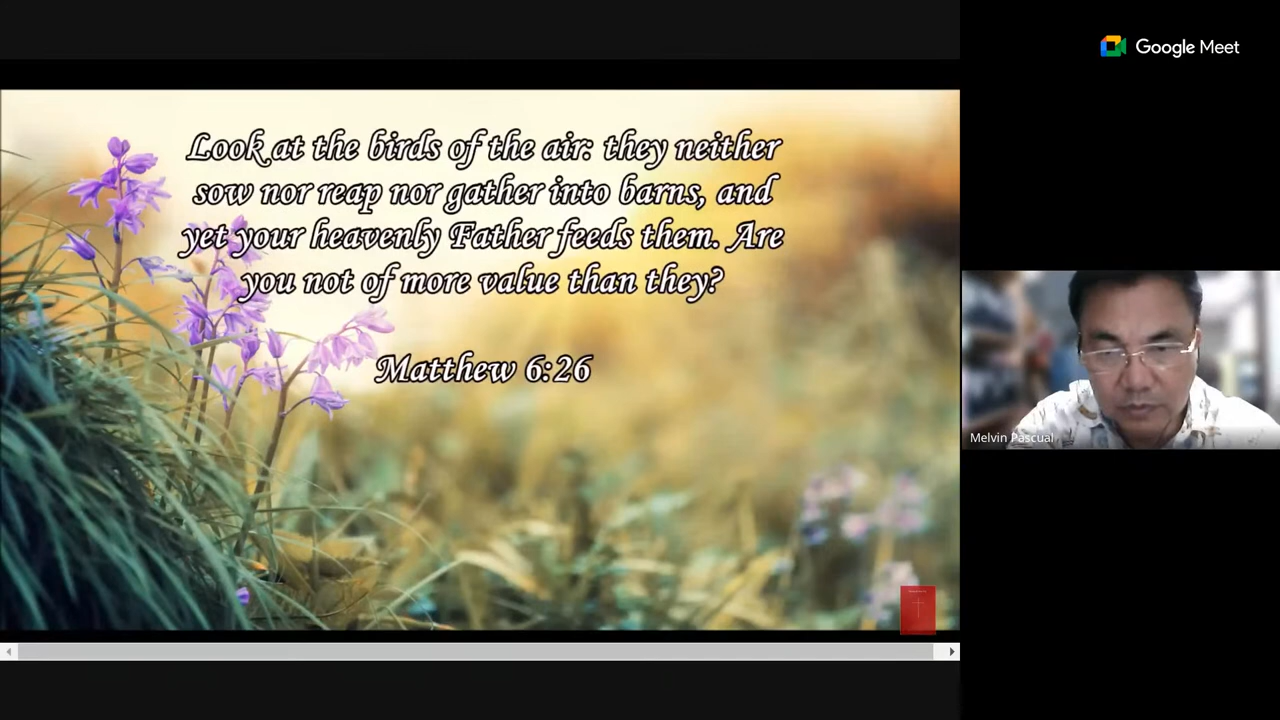 Look at the birds of the air: they neither
sow nor reap nor gather into barns, and
yet your heavenly Father feeds them. Are
you not of more value than they?
Matthew 6:26
Google Meet
Melvin Pascual